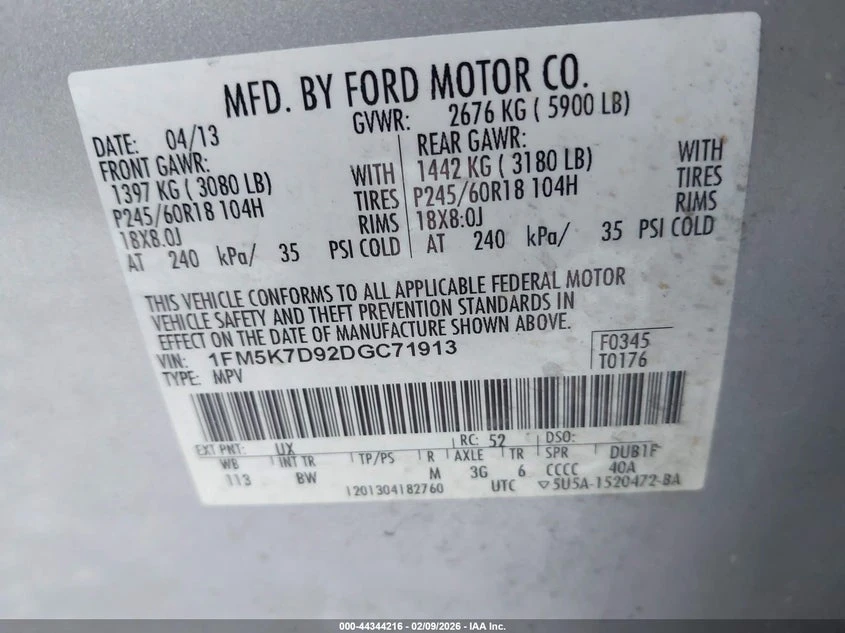 MFD. BY FORD MOTOR CO.
DATE: 04/13 GVWR: 2676 KG ( 5900 LB)
FRONT GAWR: REAR GAWR:
1397 KG ( 3080 LB) WITH 1442 KG ( 3180 LB) WITH
P245/60R18 104H TIRES P245/60R18 104H TIRES
18X8.0J RIMS 18X8.0J RIMS
AT 240 kPa/ 35 PSI COLD AT 240 kPa/ 35 PSI COLD
THIS VEHICLE CONFORMS TO ALL APPLICABLE FEDERAL MOTOR
VEHICLE SAFETY AND THEFT PREVENTION STANDARDS IN
EFFECT ON THE DATE OF MANUFACTURE SHOWN ABOVE.
VIN: 1FM5K7D92DGC71913 F0345
TYPE: MPV T0176
EXT PNT: UX RC: 52 DSO:
WB INT TR TP/PS R AXLE TR SPR DUB1F
113 BW M 3G 6 CCCC 40A
1201304182760 UTC ▽5U5A-1520472-BA
000-44344216 - 02/09/2026 - IAA Inc.